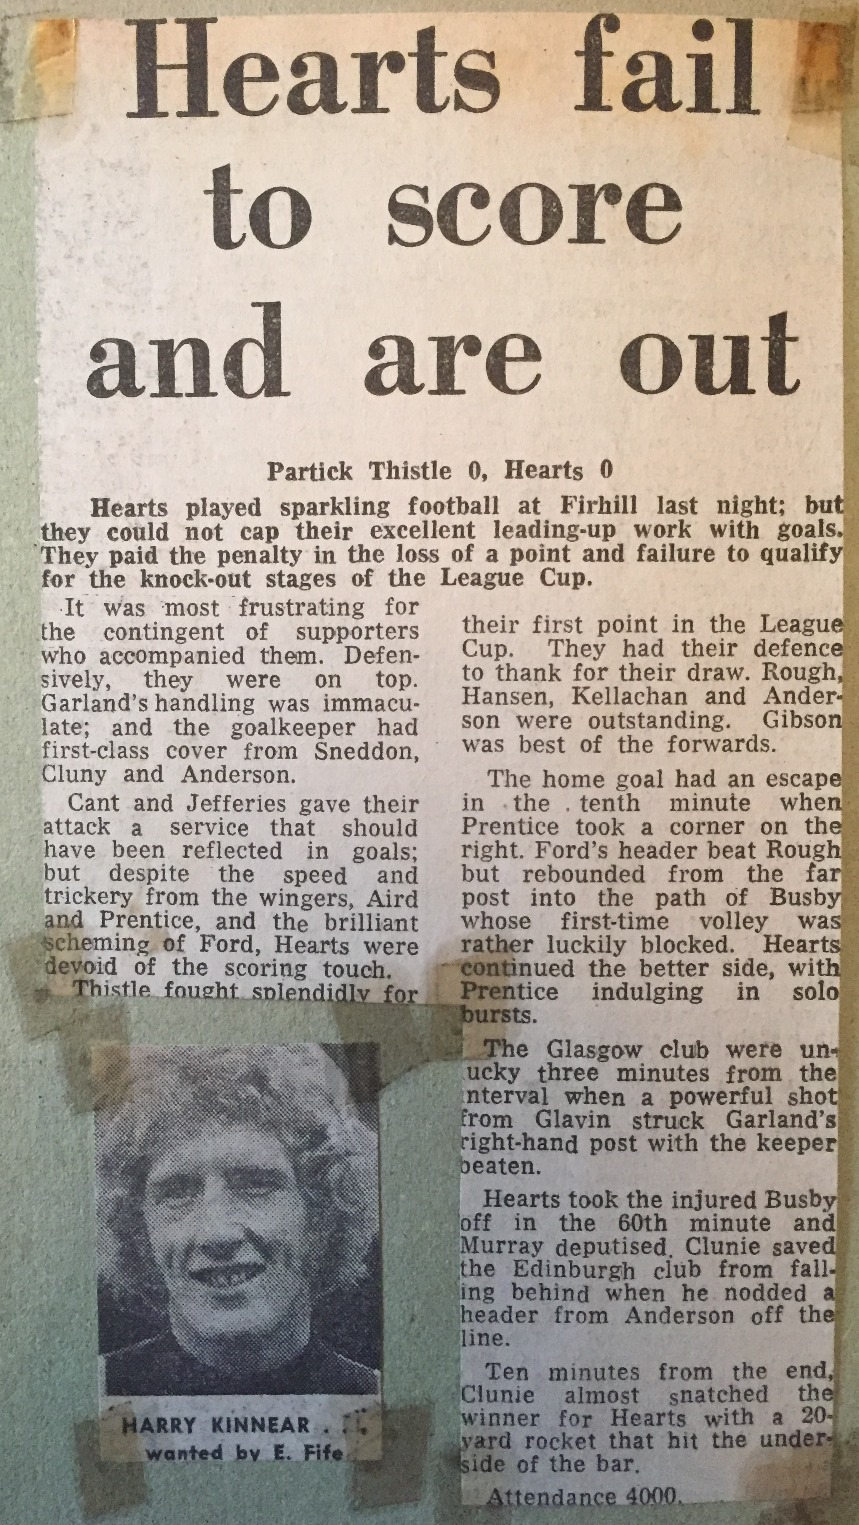 Hearts fail
to score
and are out
Partick Thistle 0, Hearts 0
Hearts played sparkling football at Firhill last night; but
they could not cap their excellent leading-up work with goals.
They paid the penalty in the loss of a point and failure to qualify
for the knock-out stages of the League Cup.
It was most frustrating for
the contingent of supporters
who accompanied them. Defen-
sively, they were on top.
Garland's handling was immacu-
late; and the goalkeeper had
first-class cover from Sneddon,
Cluny and Anderson.
Cant and Jefferies gave their
attack a service that should
have been reflected in goals;
but despite the speed and
trickery from the wingers, Aird
and Prentice, and the brilliant
scheming of Ford, Hearts were
devoid of the scoring touch.
Thistle fought splendidly for
their first point in the League
Cup. They had their defence
to thank for their draw. Rough,
Hansen, Kellachan and Ander-
son were outstanding. Gibson
was best of the forwards.
The home goal had an escape
in the tenth minute when
Prentice took a corner on the
right. Ford's header beat Rough
but rebounded from the far
post into the path of Busby
whose first-time volley was
rather luckily blocked. Hearts
continued the better side, with
Prentice indulging in solo
bursts.
The Glasgow club were un-
ucky three minutes from the
nterval when a powerful shot
from Glavin struck Garland's
right-hand post with the keeper
beaten.
Hearts took the injured Busby
off in the 60th minute and
Murray deputised. Clunie saved
the Edinburgh club from fall-
ing behind when he nodded a
header from Anderson off the
line.
Ten minutes from the end,
Clunie almost snatched the
winner for Hearts with a 20-
yard rocket that hit the under-
side of the bar.
Attendance 4000.
HARRY KINNEAR . . .
wanted by E. Fife